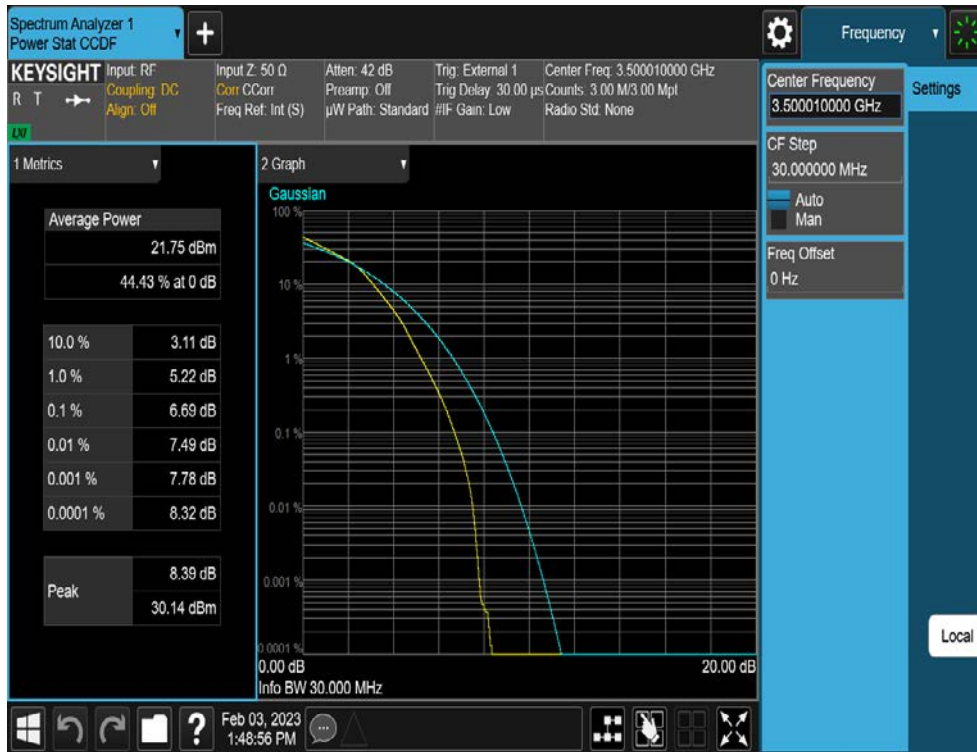 Spectrum Analyzer 1
Power Stat CCDF
+
Frequency
KEYSIGHT
R T
LXI
Input: RF
Coupling: DC
Align: Off
Input Z: 50 Ω
Corr CCorr
Freq Ref: Int (S)
Atten: 42 dB
Preamp: Off
µW Path: Standard
Trig: External 1
Trig Delay: 30.00 µs
#IF Gain: Low
Center Freq: 3.500010000 GHz
Counts: 3.00 M/3.00 Mpt
Radio Std: None
1 Metrics
Average Power
21.75 dBm
44.43 % at 0 dB
10.0 % 3.11 dB
1.0 % 5.22 dB
0.1 % 6.69 dB
0.01 % 7.49 dB
0.001 % 7.78 dB
0.0001 % 8.32 dB
Peak
8.39 dB
30.14 dBm
2 Graph
Gaussian
100 %
10 %
1 %
0.1 %
0.01 %
0.001 %
0.0001 %
0.00 dB 20.00 dB
Info BW 30.000 MHz
Center Frequency
3.500010000 GHz
CF Step
30.000000 MHz
Auto
Man
Freq Offset
0 Hz
Settings
Local
?
Feb 03, 2023
1:48:56 PM